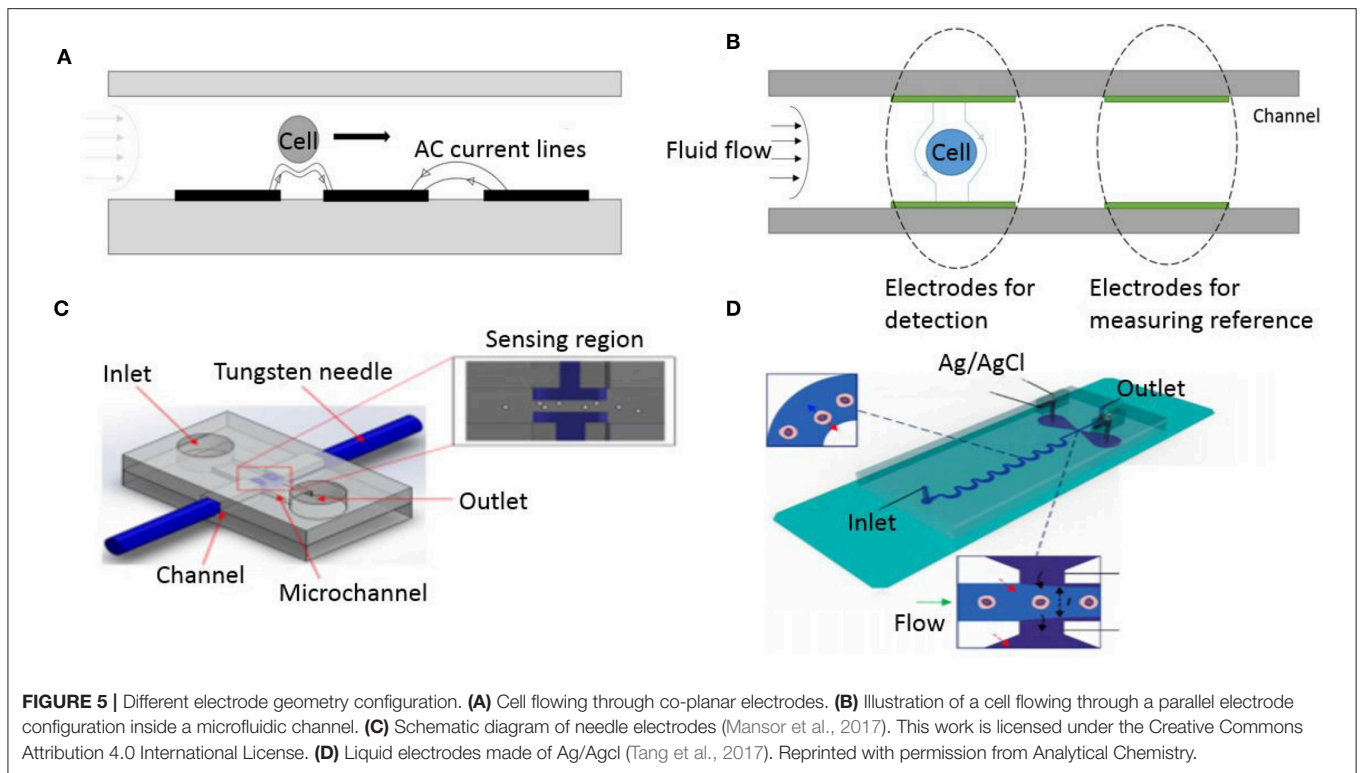 A
Cell
AC current lines
B
Cell
Channel
Fluid flow
Electrodes for
detection
Electrodes for
measuring reference
C
Sensing region
Inlet
Tungsten needle
Outlet
Channel
Microchannel
D
Ag/AgCl
Outlet
Inlet
Flow
FIGURE 5 | Different electrode geometry configuration. (A) Cell flowing through co-planar electrodes. (B) Illustration of a cell flowing through a parallel electrode
configuration inside a microfluidic channel. (C) Schematic diagram of needle electrodes (Mansor et al., 2017). This work is licensed under the Creative Commons
Attribution 4.0 International License. (D) Liquid electrodes made of Ag/Agcl (Tang et al., 2017). Reprinted with permission from Analytical Chemistry.